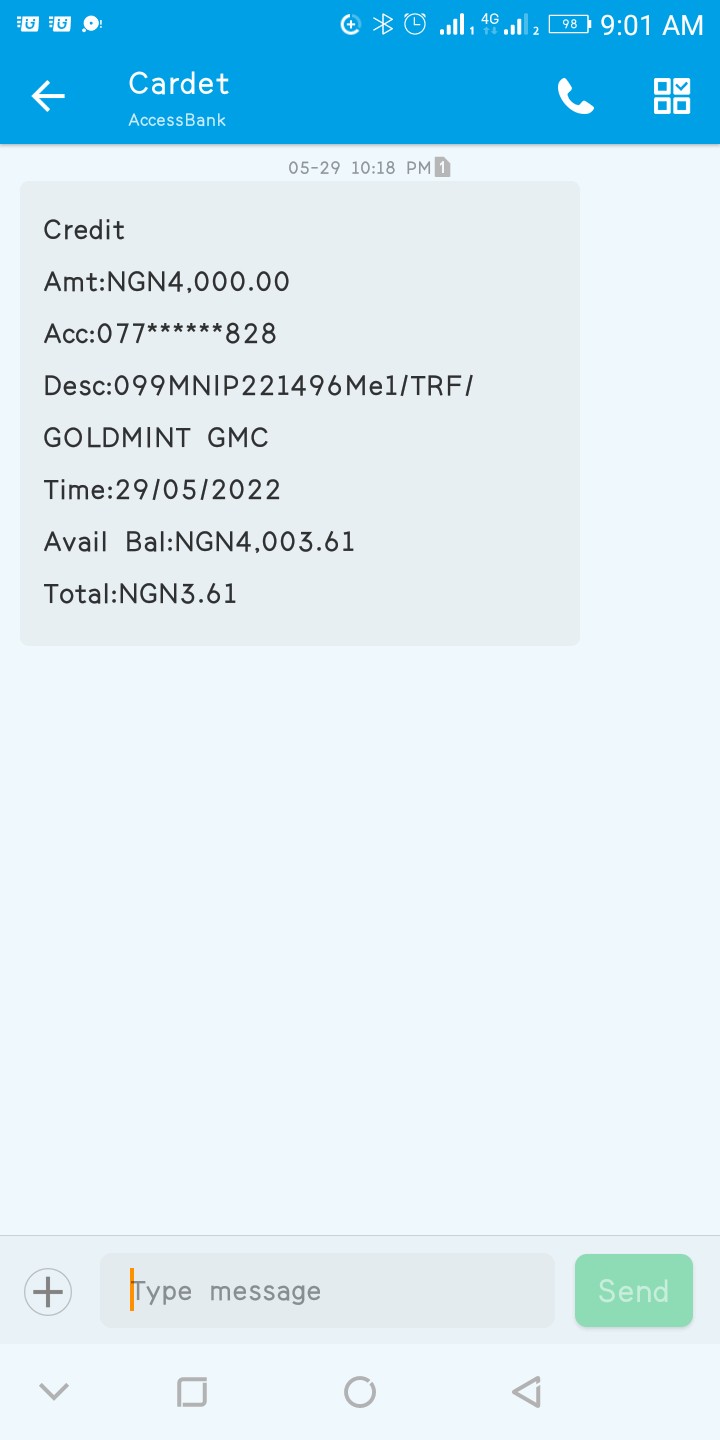 4G
1
2
98
9:01 AM
Cardet
AccessBank
05-29 10:18 PM 1
Credit
Amt:NGN4,000.00
Acc:077******828
Desc:099MNIP221496Me1/TRF/
GOLDMINT GMC
Time:29/05/2022
Avail Bal:NGN4,003.61
Total:NGN3.61
Type message
Send